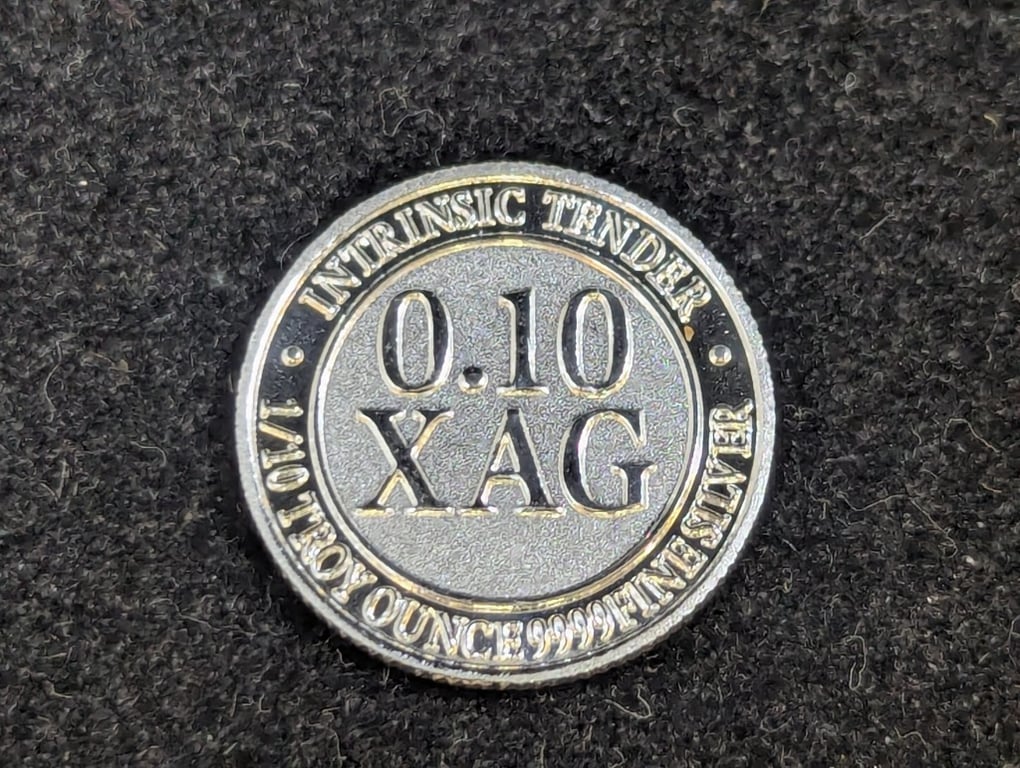 INTRINSIC TENDER
0.10
XAG
1/10 TROY OUNCE 9999 FINE SILVER